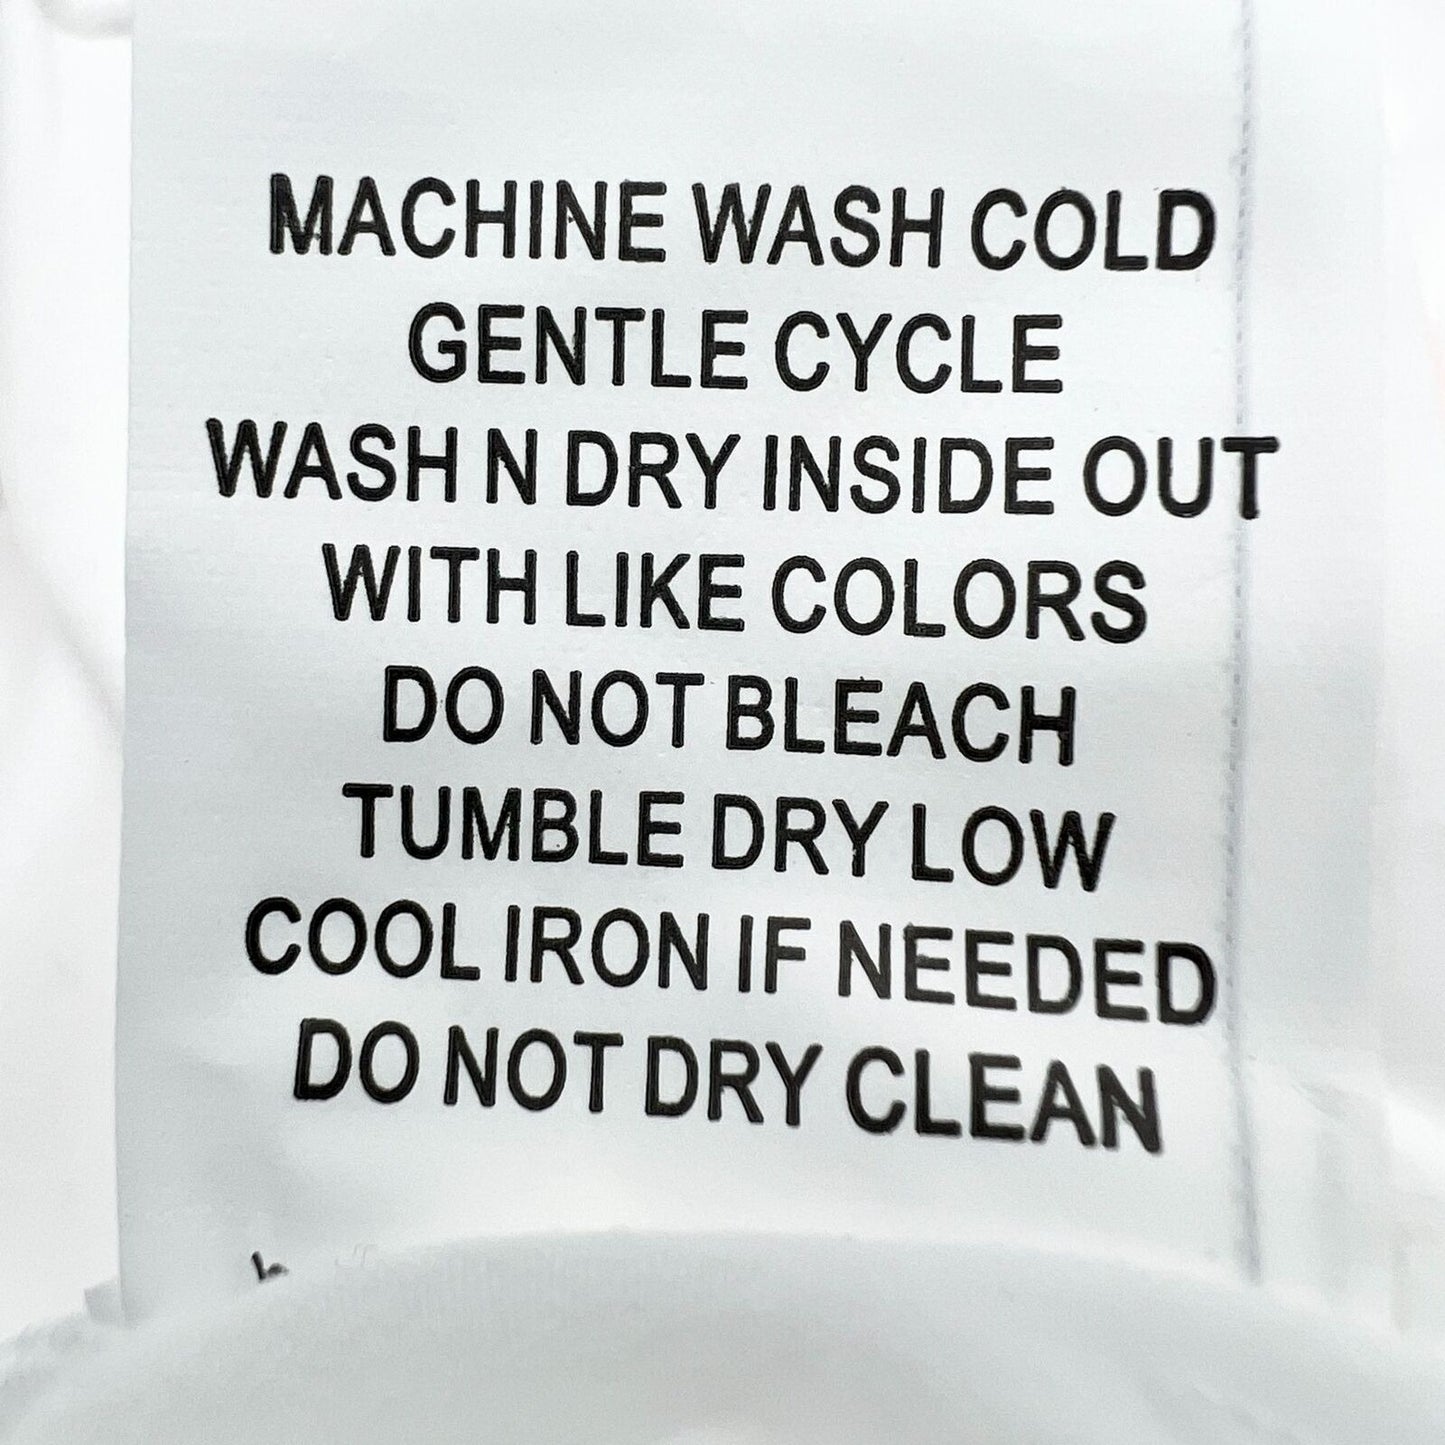 MACHINE WASH COLD
GENTLE CYCLE
WASH N DRY INSIDE OUT
WITH LIKE COLORS
DO NOT BLEACH
TUMBLE DRY LOW
COOL IRON IF NEEDED
DO NOT DRY CLEAN